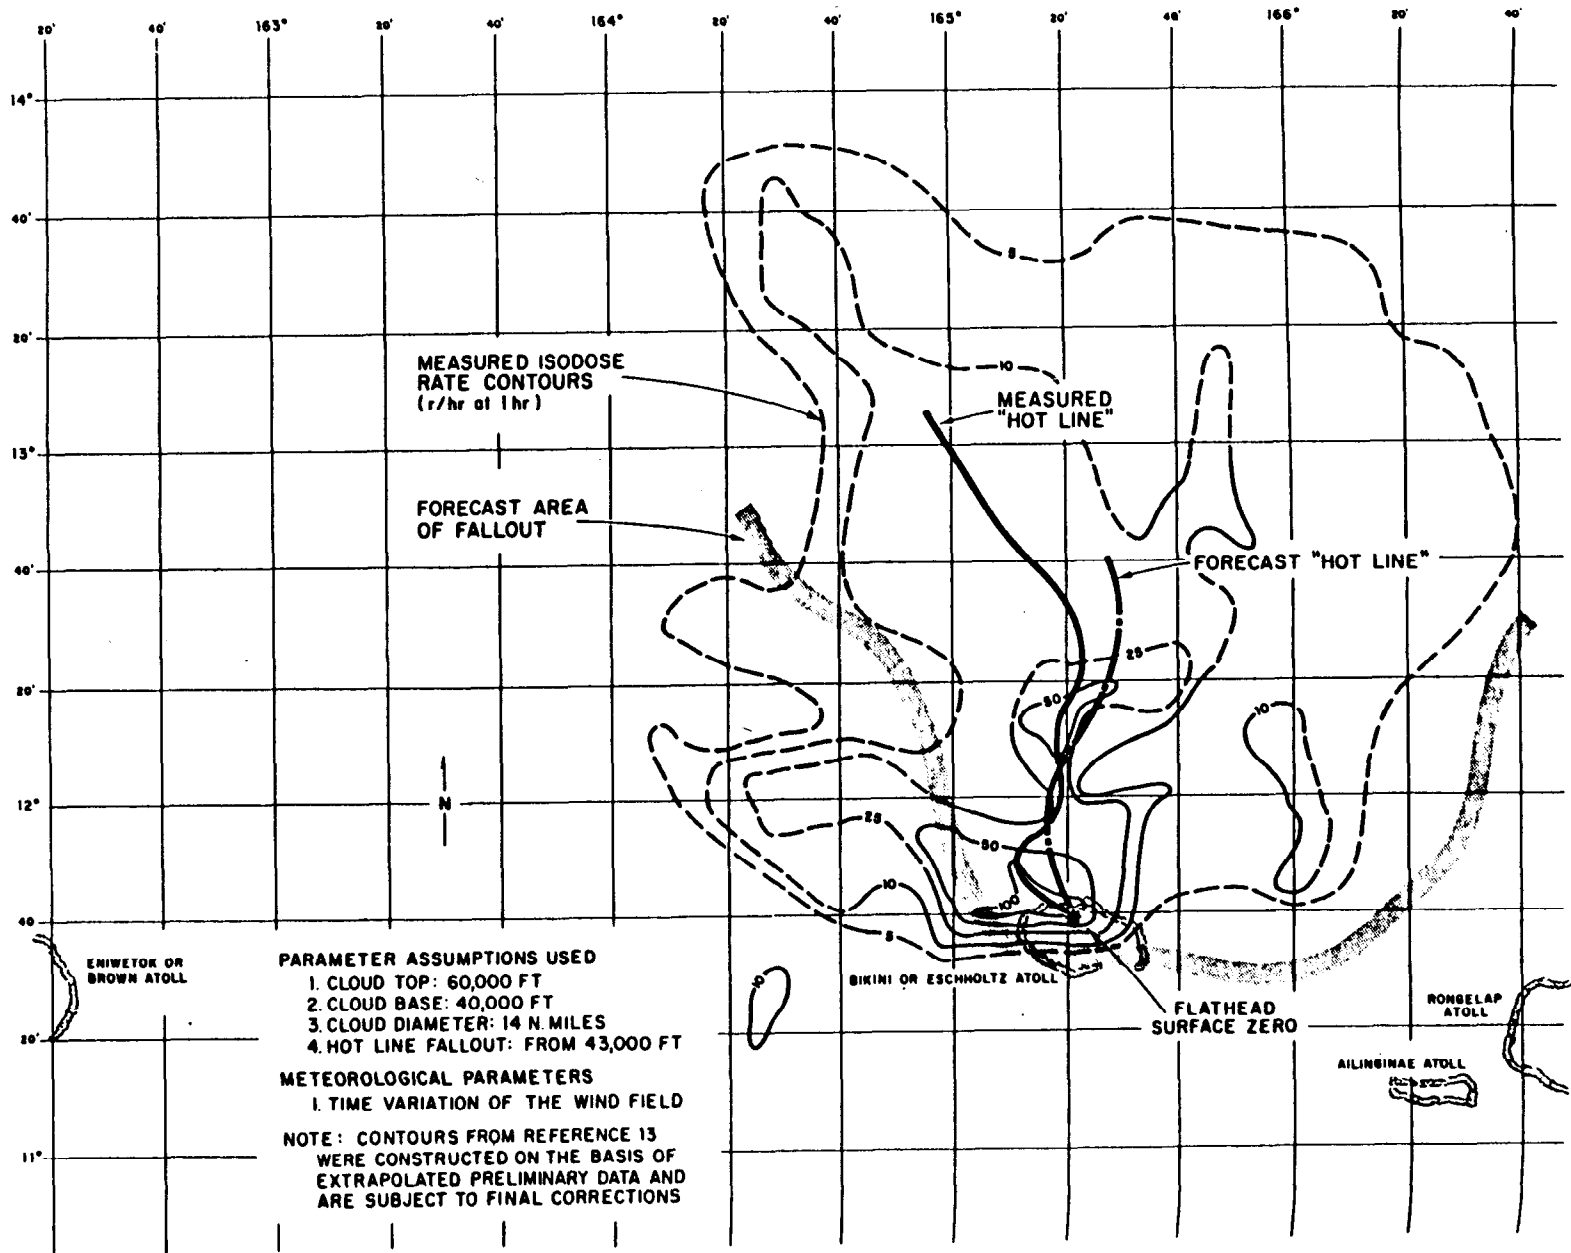 20' 40' 163° 20' 40' 164° 20' 40' 165° 20' 40' 166° 20' 40'
14°
40'
5
20'
MEASURED ISODOSE
RATE CONTOURS
(r/hr at 1 hr)
10
MEASURED
"HOT LINE"
13°
FORECAST AREA
OF FALLOUT
40'
FORECAST "HOT LINE"
25
20'
50
10
12°
N
25
50
10
100
40
5
ENIWETOK OR
BROWN ATOLL
PARAMETER ASSUMPTIONS USED
1. CLOUD TOP: 60,000 FT
2. CLOUD BASE: 40,000 FT
3. CLOUD DIAMETER: 14 N. MILES
4. HOT LINE FALLOUT: FROM 43,000 FT
10
BIKINI OR ESCHHOLTZ ATOLL
FLATHEAD
SURFACE ZERO
RONGELAP
ATOLL
20'
AILINGINAE ATOLL
METEOROLOGICAL PARAMETERS
1. TIME VARIATION OF THE WIND FIELD
NOTE: CONTOURS FROM REFERENCE 13
WERE CONSTRUCTED ON THE BASIS OF
EXTRAPOLATED PRELIMINARY DATA AND
ARE SUBJECT TO FINAL CORRECTIONS
11°